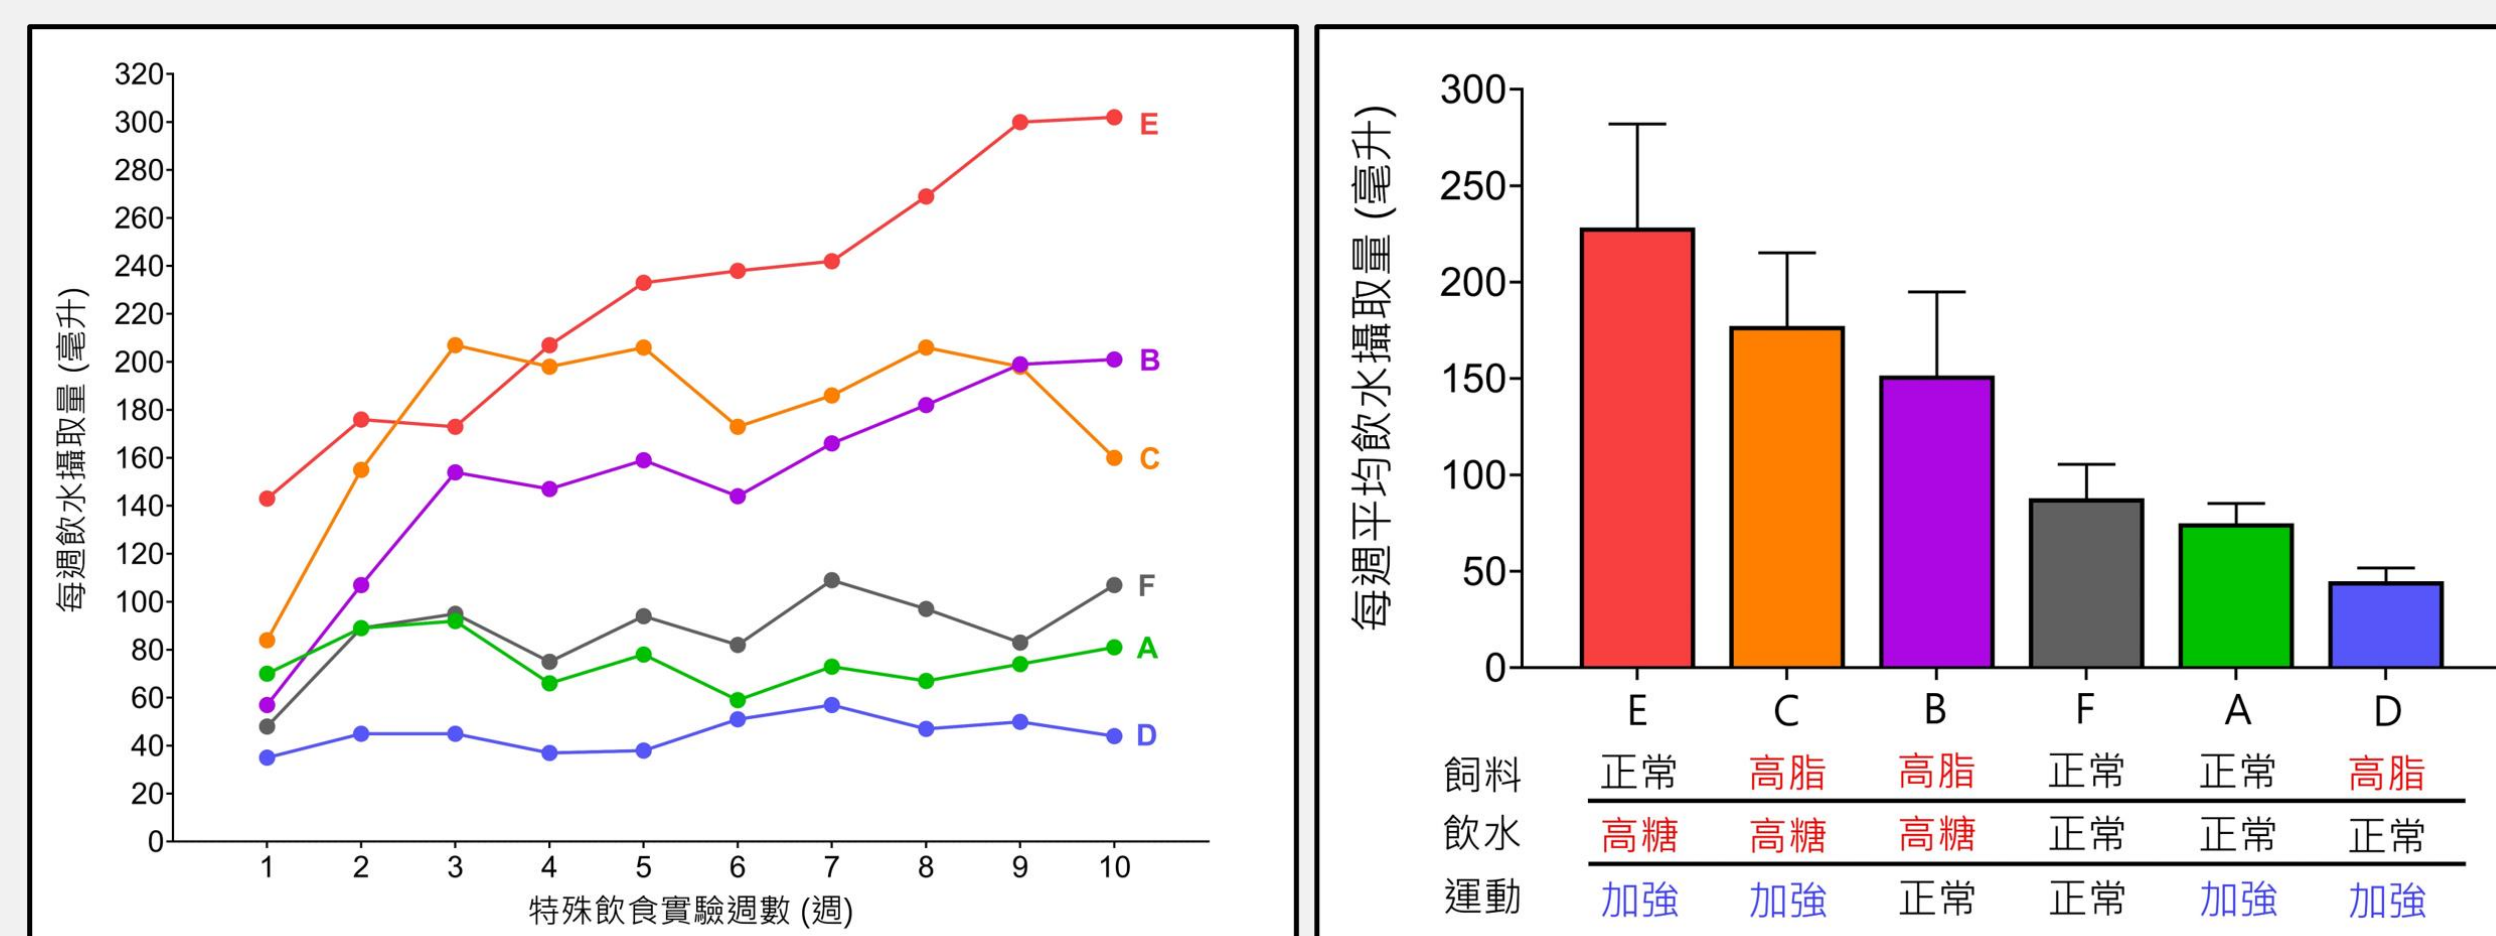 每週飲水攝取量 (毫升)
320
300
280
260
240
220
200
180
160
140
120
100
80
60
40
20
0
E
B
C
F
A
D
1 2 3 4 5 6 7 8 9 10
特殊飲食實驗週數 (週)
每週平均飲水攝取量 (毫升)
300
250
200
150
100
50
0
E C B F A D
飼料 正常 高脂 高脂 正常 正常 高脂
飲水 高糖 高糖 高糖 正常 正常 正常
運動 加強 加強 正常 正常 加強 加強